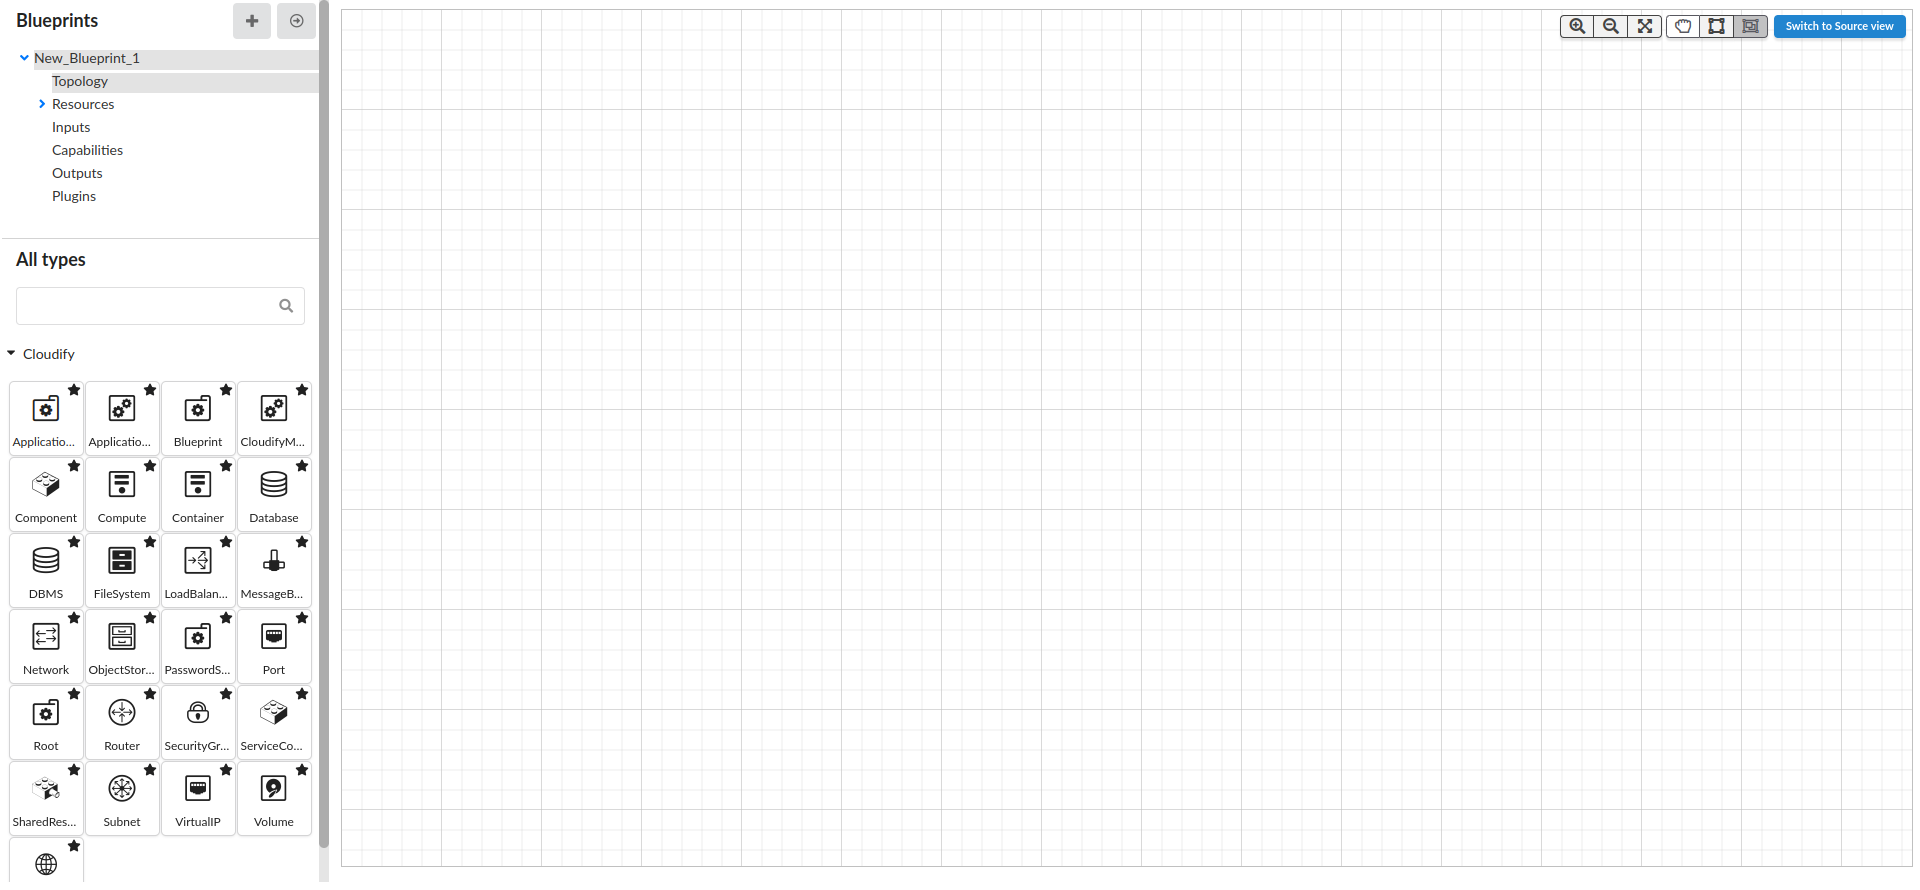 Blueprints
New_Blueprint_1
Topology
Resources
Inputs
Capabilities
Outputs
Plugins
All types
Cloudify
Applicatio... Applicatio... Blueprint CloudifyM...
Component Compute Container Database
DBMS FileSystem LoadBalan... MessageB...
Network ObjectStor... PasswordS... Port
Root Router SecurityGr... ServiceCo...
SharedRes... Subnet VirtualIP Volume
Switch to Source view